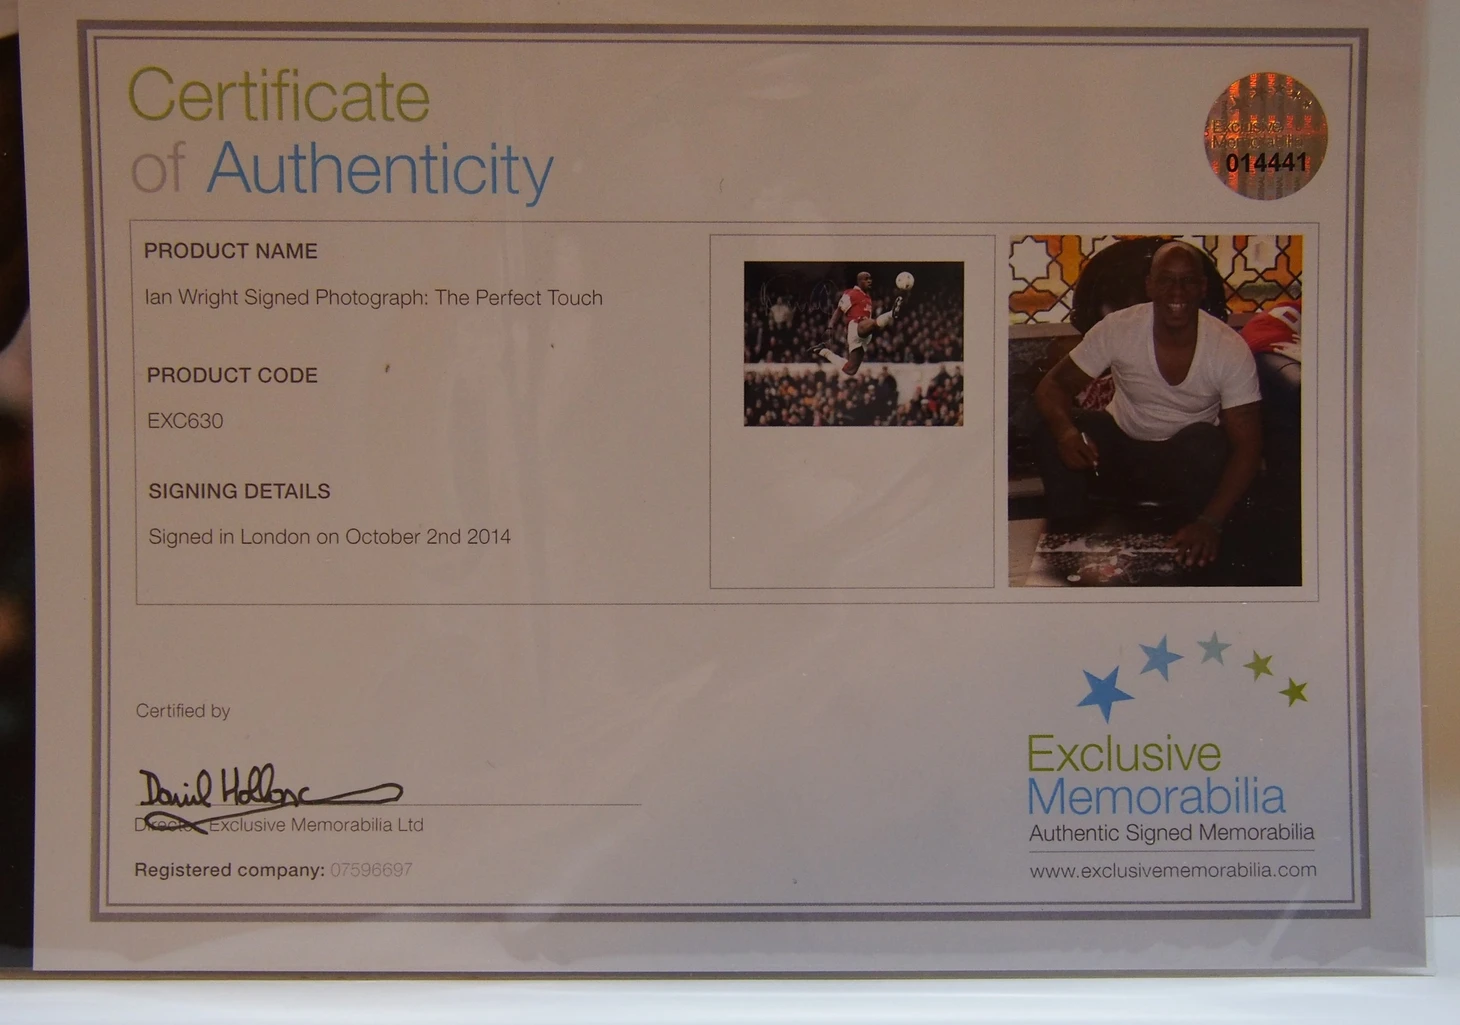 Certificate
of Authenticity
Exclusive
Memorabilia
014441
PRODUCT NAME
Ian Wright Signed Photograph: The Perfect Touch
PRODUCT CODE
EXC630
SIGNING DETAILS
Signed in London on October 2nd 2014
Certified by
Director Exclusive Memorabilia Ltd
Registered company: 07596697
Exclusive
Memorabilia
Authentic Signed Memorabilia
www.exclusivememorabilia.com